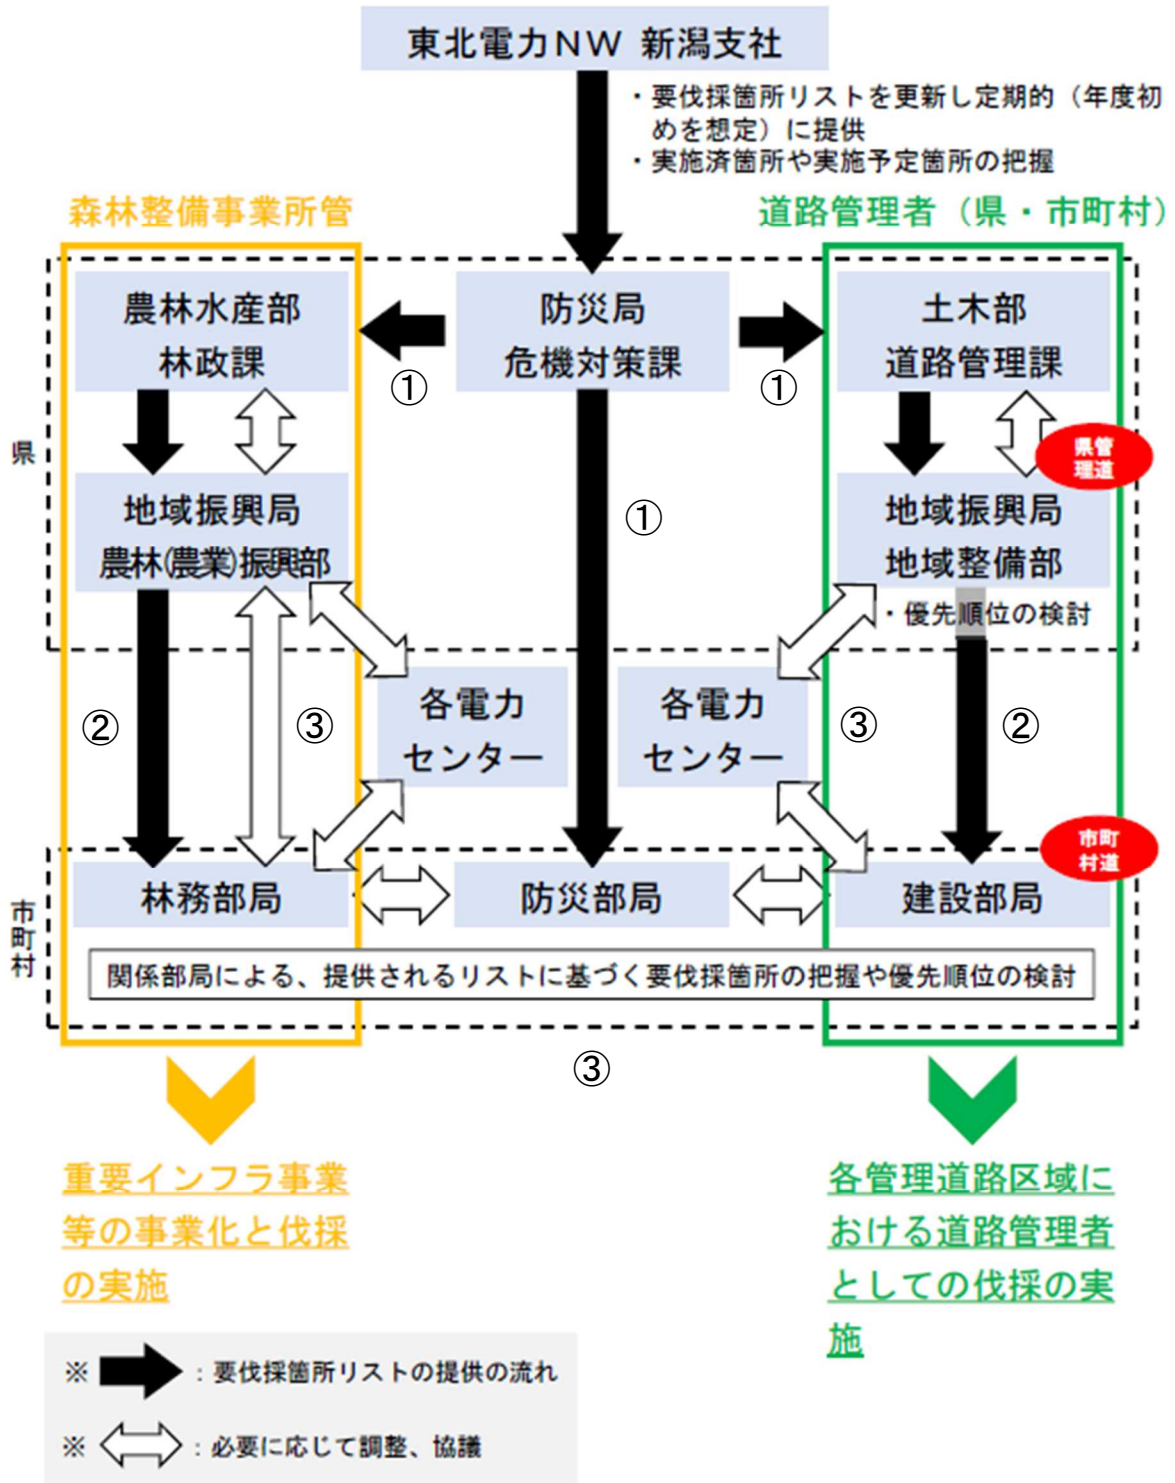 東北電力NW 新潟支社
・要伐採箇所リストを更新し定期的（年度初
めを想定）に提供
・実施済箇所や実施予定箇所の把握
森林整備事業所管
道路管理者（県・市町村）
県
農林水産部
林政課
防災局
危機対策課
土木部
道路管理課
①
①
県管
理道
地域振興局
農林(農業)振興部
①
地域振興局
地域整備部
・優先順位の検討
各電力
センター
各電力
センター
②
③
③
②
市町
村道
市町村
林務部局
防災部局
建設部局
関係部局による、提供されるリストに基づく要伐採箇所の把握や優先順位の検討
③
重要インフラ事業
等の事業化と伐採
の実施
各管理道路区域に
おける道路管理者
としての伐採の実
施
※ ：要伐採箇所リストの提供の流れ
※ ：必要に応じて調整、協議